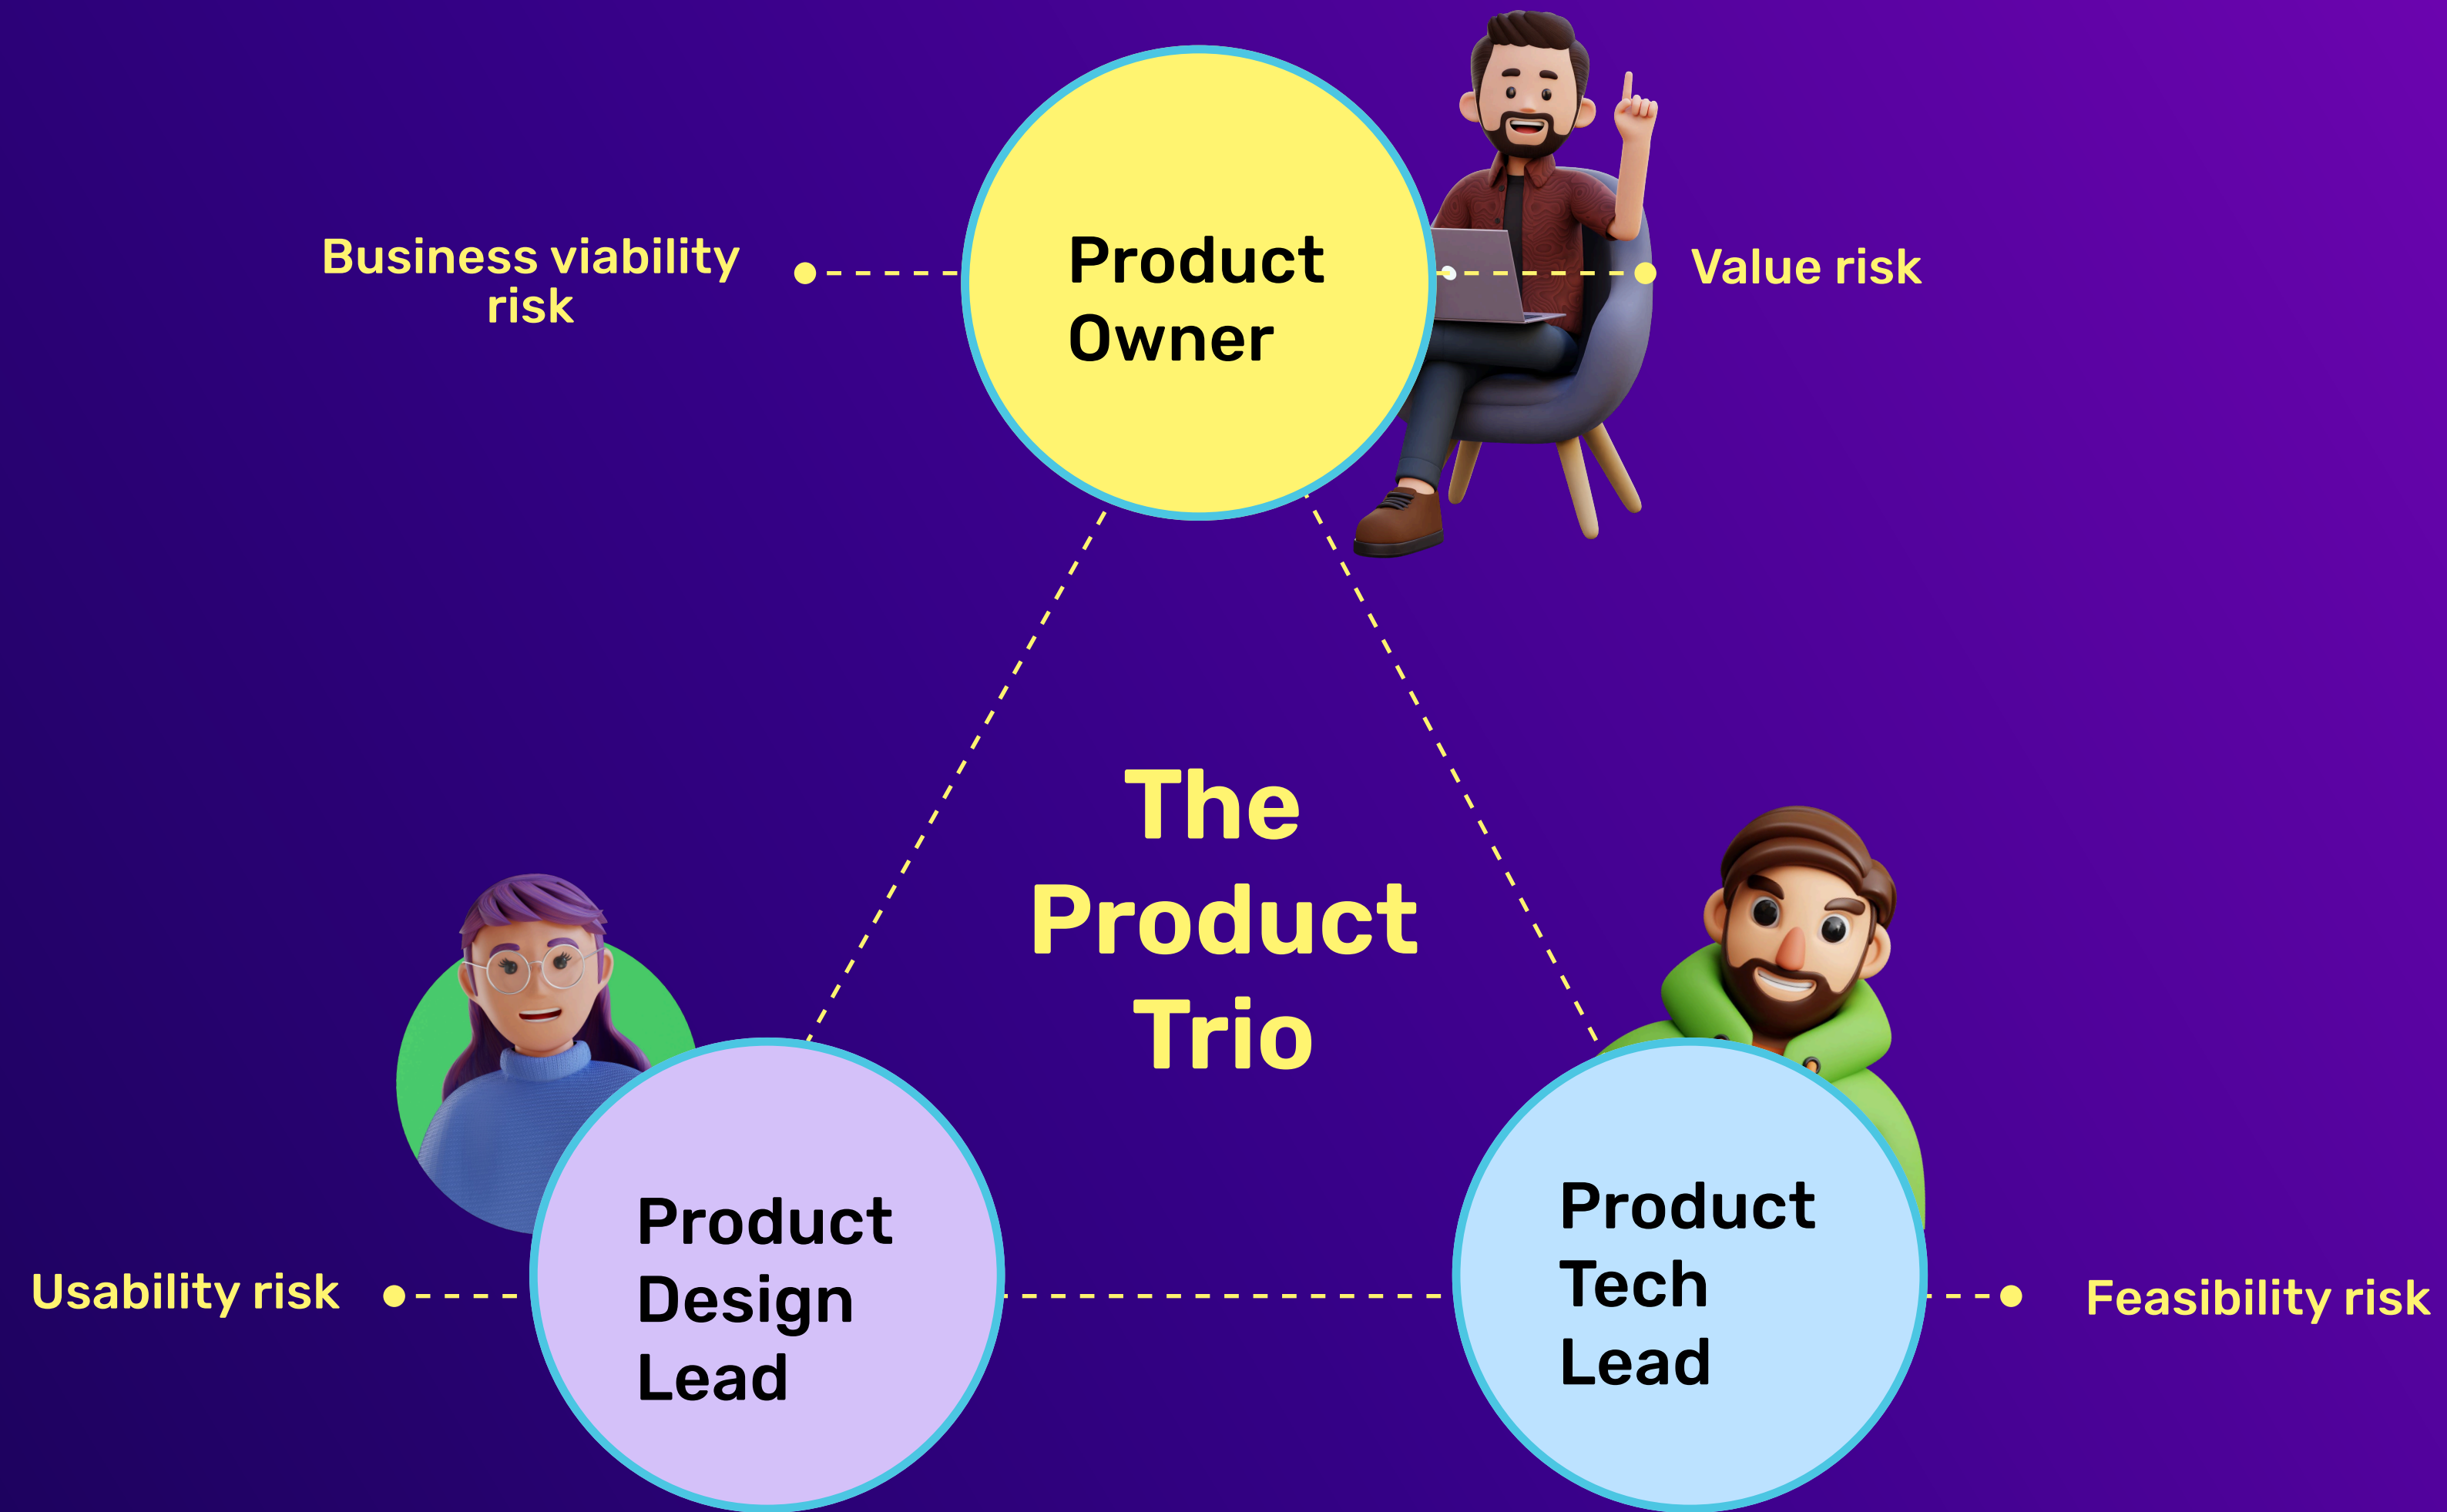 Product
Owner
Business viability
risk
Value risk
The
Product
Trio
Product
Design
Lead
Product
Tech
Lead
Usability risk
Feasibility risk